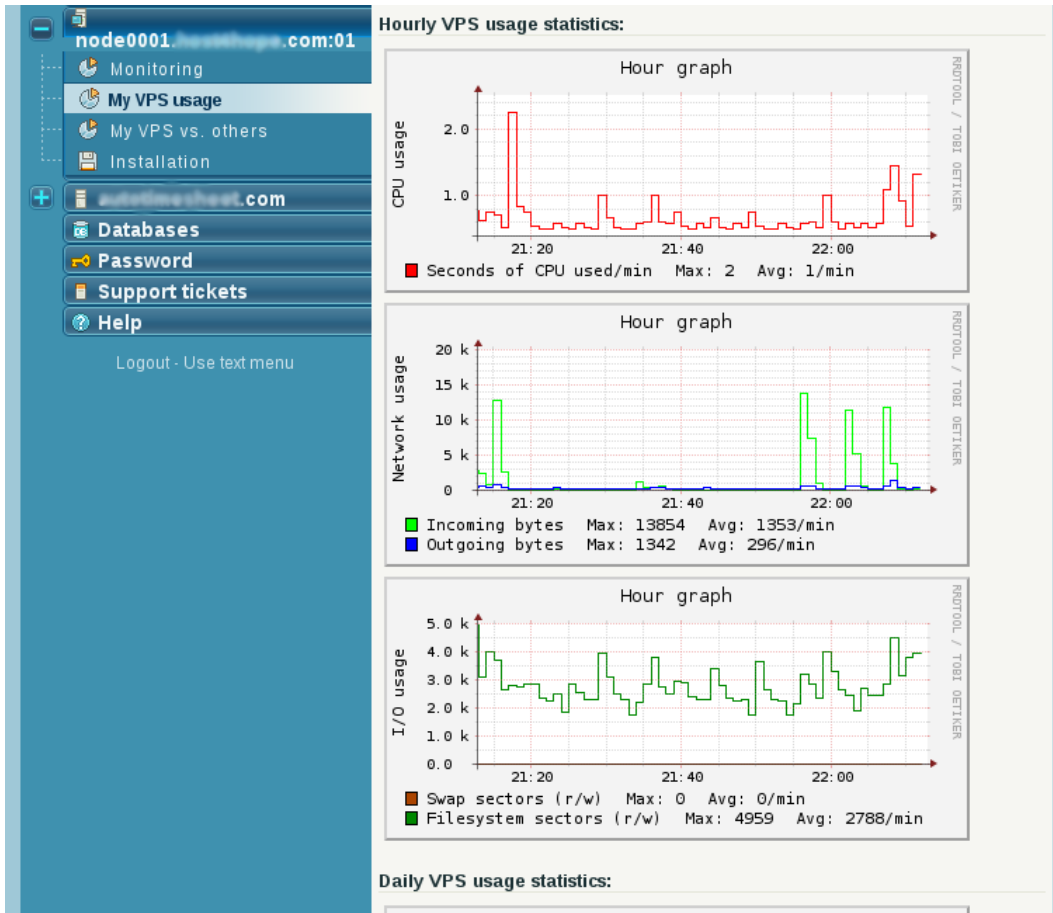 node0001. .com:01
Monitoring
My VPS usage
My VPS vs. others
Installation
.com
Databases
Password
Support tickets
Help
Logout - Use text menu
Hourly VPS usage statistics:
Hour graph
CPU usage
2.0
1.0
21:20 21:40 22:00
Seconds of CPU used/min Max: 2 Avg: 1/min
RRDTOOL / TOBI OETIKER
Hour graph
Network usage
20 k
15 k
10 k
5 k
0
21:20 21:40 22:00
Incoming bytes Max: 13854 Avg: 1353/min
Outgoing bytes Max: 1342 Avg: 296/min
RRDTOOL / TOBI OETIKER
Hour graph
I/O usage
5.0 k
4.0 k
3.0 k
2.0 k
1.0 k
0.0
21:20 21:40 22:00
Swap sectors (r/w) Max: 0 Avg: 0/min
Filesystem sectors (r/w) Max: 4959 Avg: 2788/min
RRDTOOL / TOBI OETIKER
Daily VPS usage statistics: